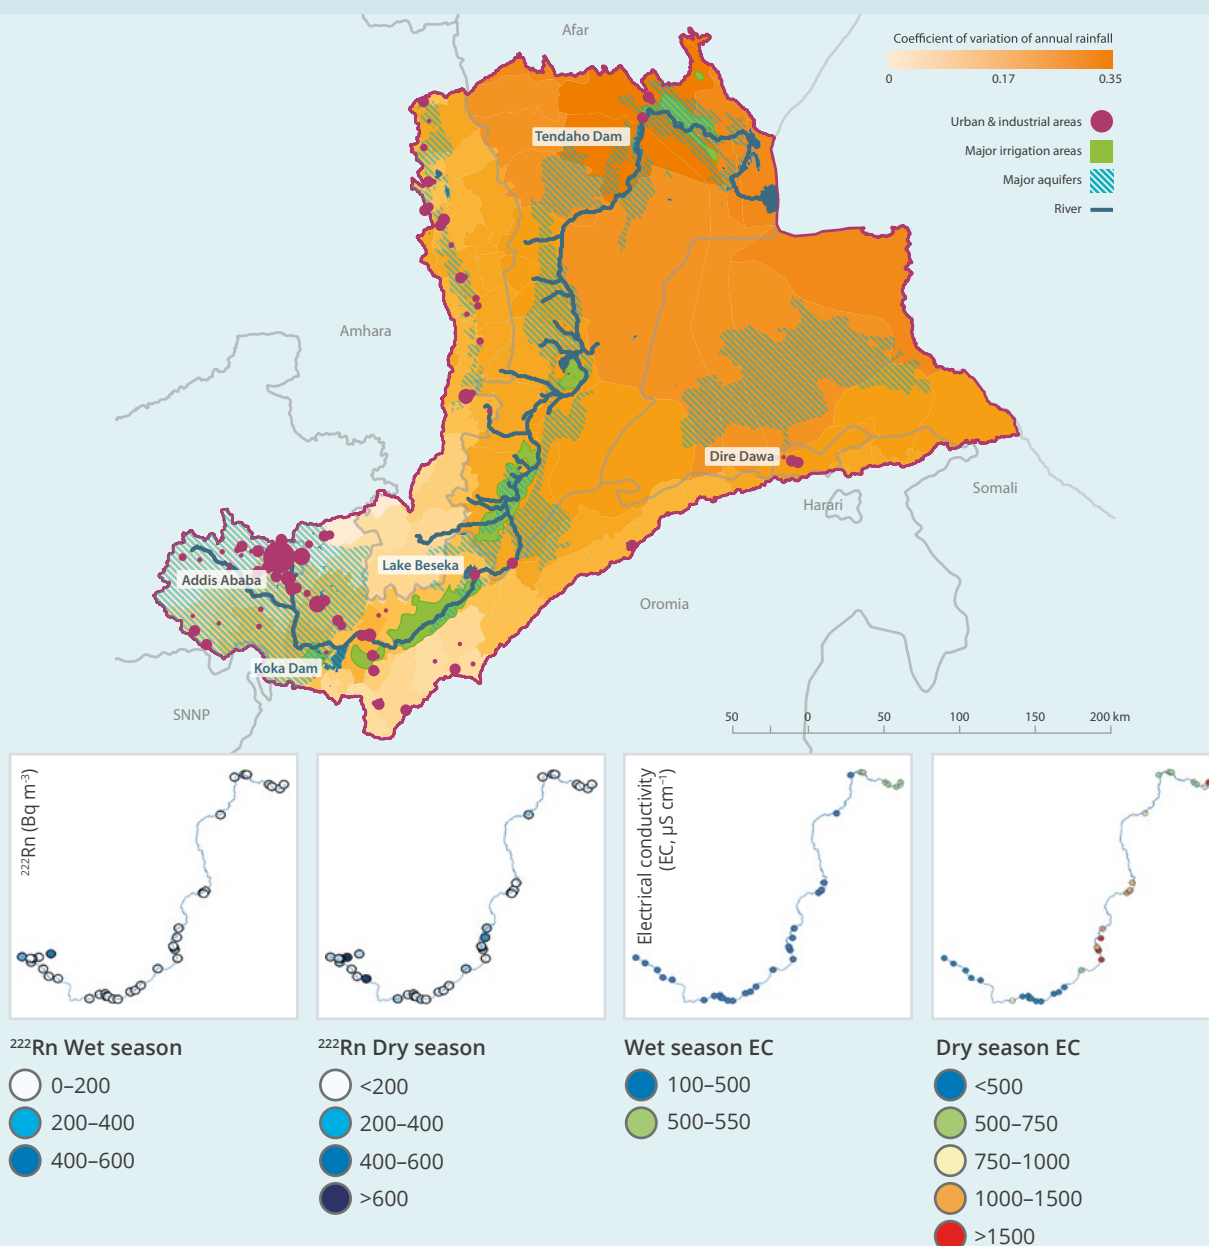 Afar
Coefficient of variation of annual rainfall
0 0.17 0.35
Urban & industrial areas
Major irrigation areas
Major aquifers
River
Tendaho Dam
Amhara
Dire Dawa
Somali
Harari
Lake Beseka
Addis Ababa
Oromia
Koka Dam
SNNP
50 0 50 100 150 200 km
²²²Rn (Bq m⁻³)
Electrical conductivity
(EC, µS cm⁻¹)
²²²Rn Wet season
0–200
200–400
400–600
²²²Rn Dry season
<200
200–400
400–600
>600
Wet season EC
100–500
500–550
Dry season EC
<500
500–750
750–1000
1000–1500
>1500